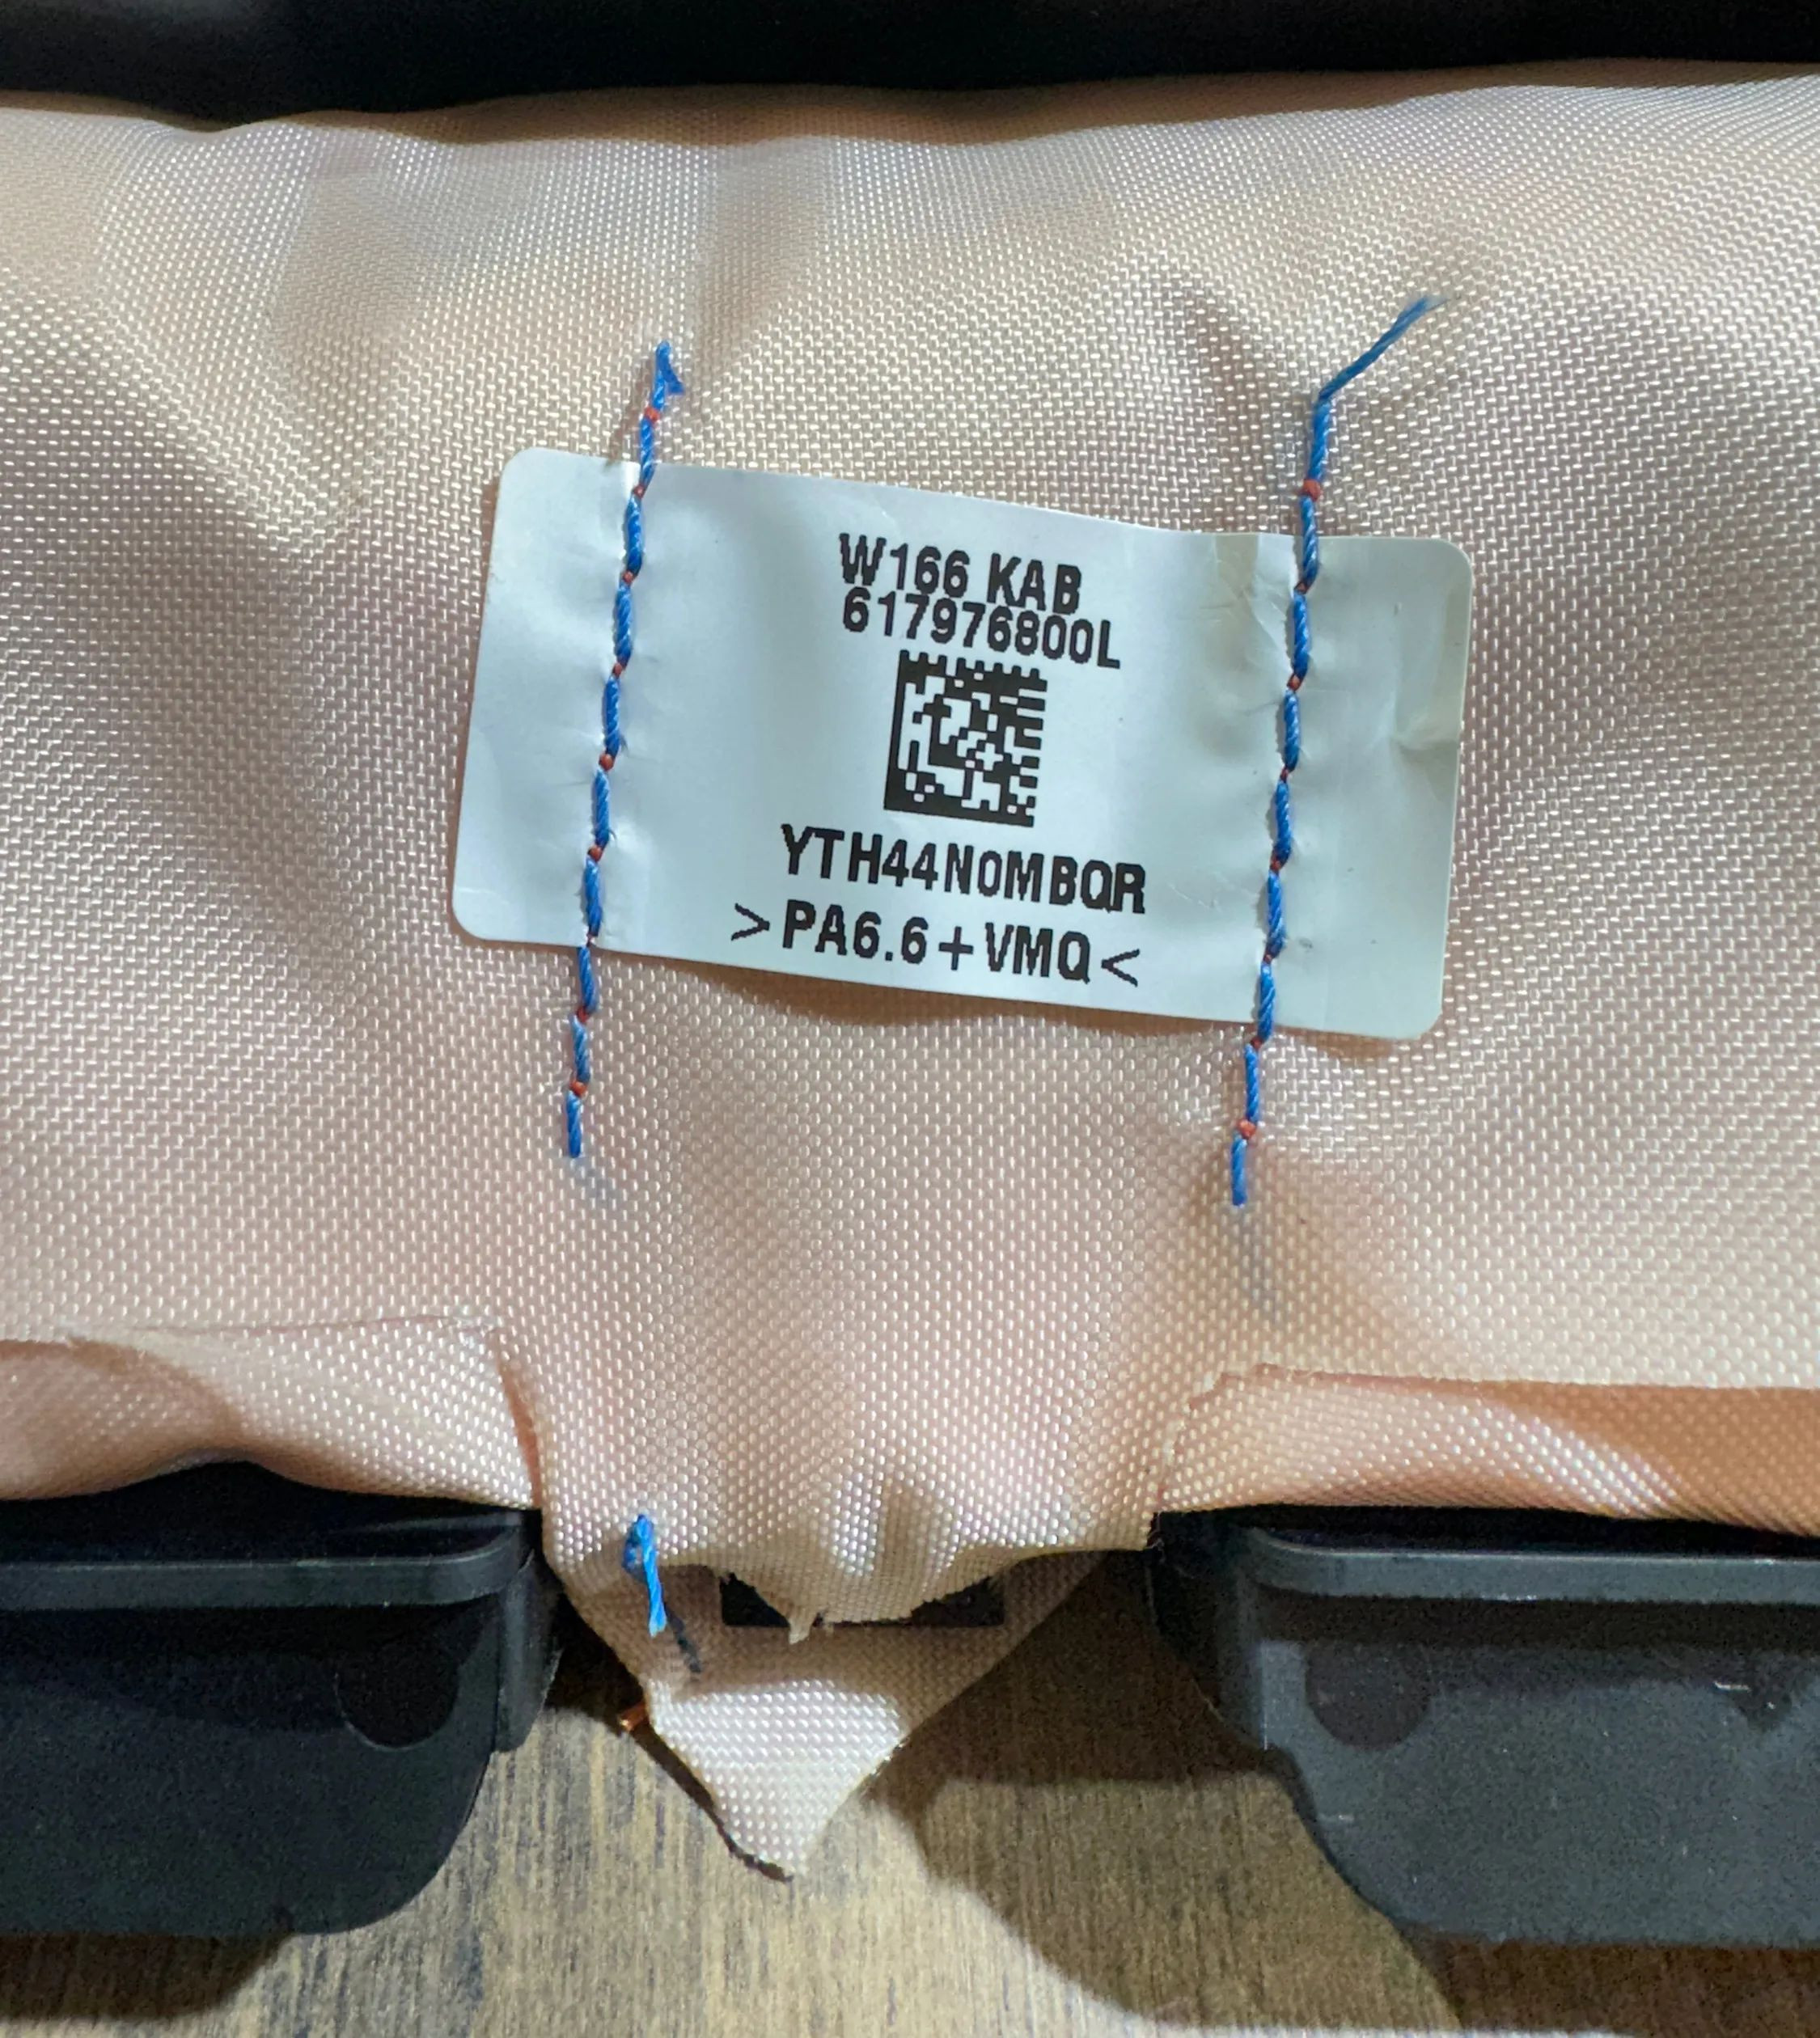 W166 KAB
617976800L
YTH44N0MBQR
>PA6.6+VMQ<